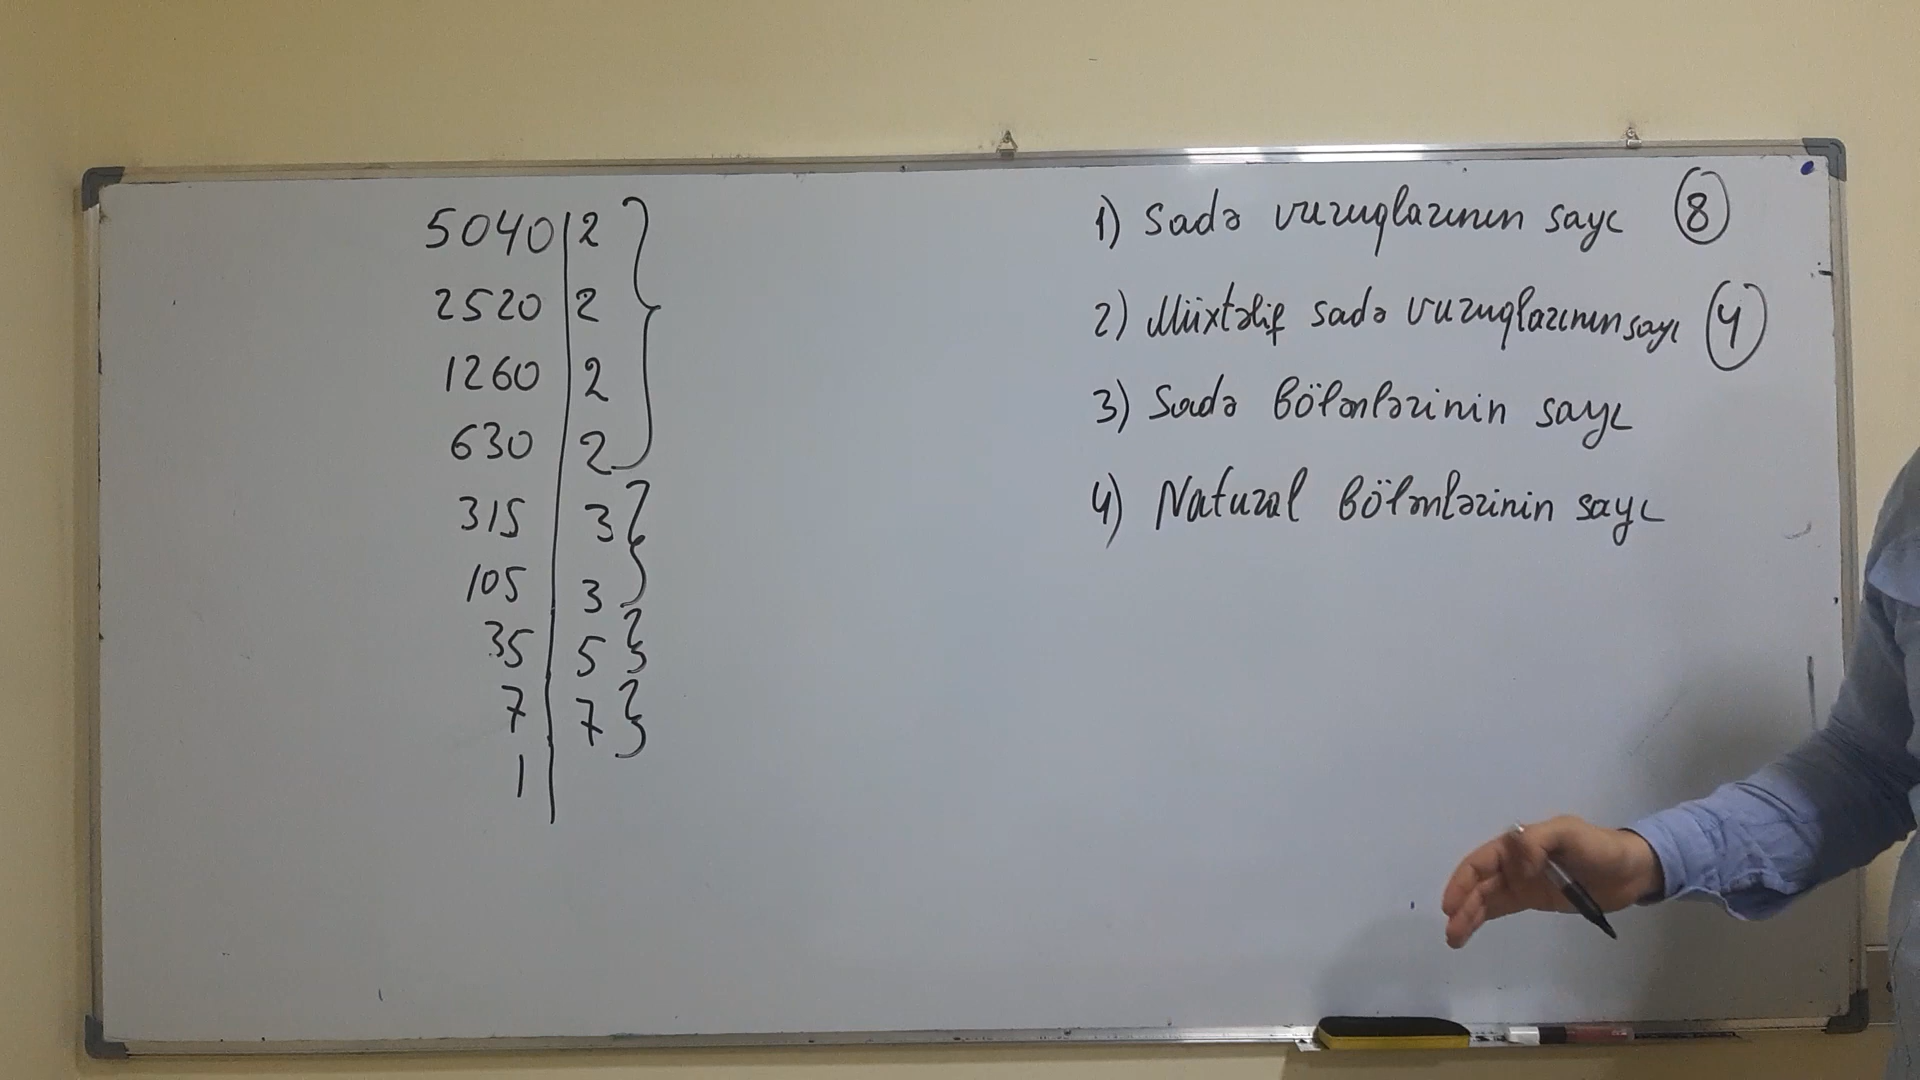 5040 | 2
2520 | 2
1260 | 2
630 | 2
315 | 3
105 | 3
35 | 5
7 | 7
1 |
1) Sadə vuruqlarının sayı 8
2) Müxtəlif sadə vuruqlarının sayı 4
3) Sadə bölənlərinin sayı
4) Natural bölənlərinin sayı